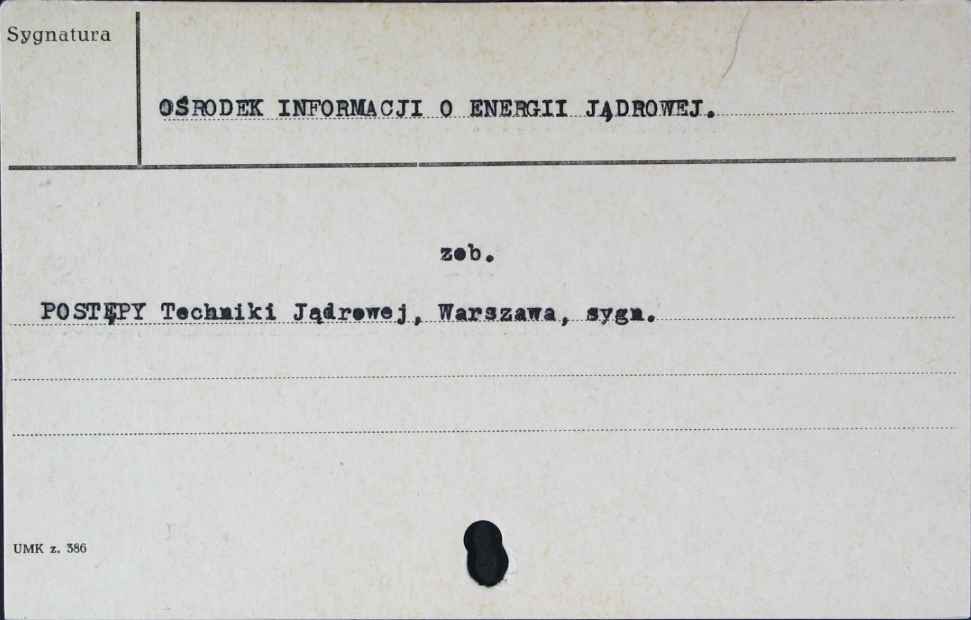 Sygnatura
OŚRODEK INFORMACJI O ENERGII JĄDROWEJ.
zob.
POSTĘPY Techniki Jądrowej, Warszawa, sygn.
UMK z. 386